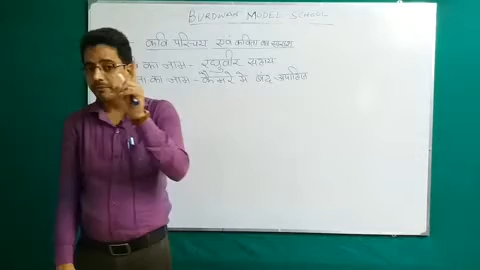 BURDWAN MODEL SCHOOL
कवि परिचय एवं कविता का सारांश
का नाम - रघुवीर सहाय
का नाम - कैमरे में बंद अपाहिज